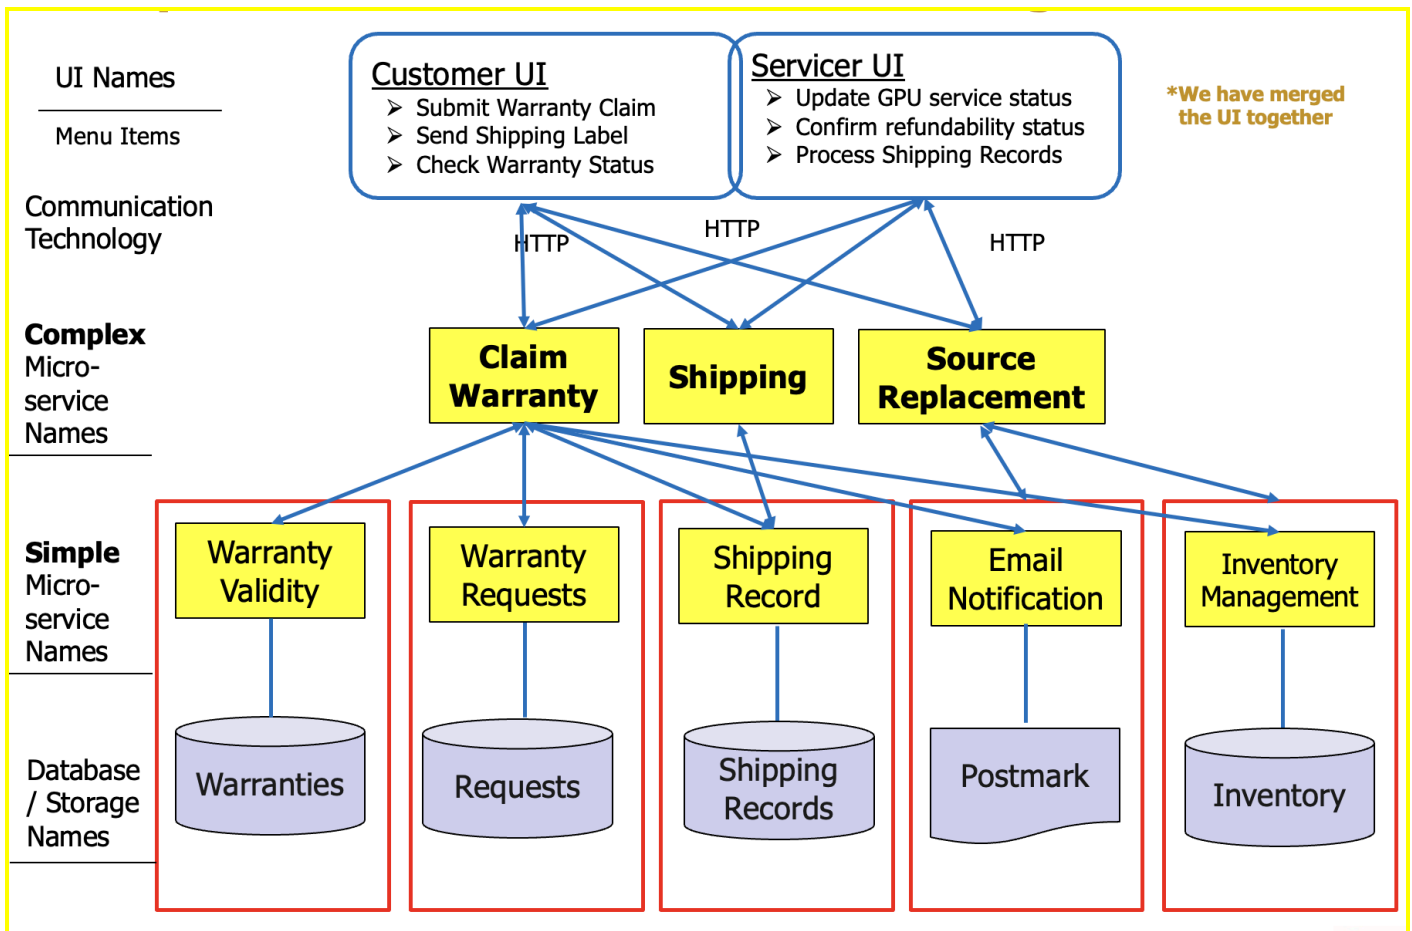 UI Names
Menu Items
Customer UI
Submit Warranty Claim
Send Shipping Label
Check Warranty Status
Servicer UI
Update GPU service status
Confirm refundability status
Process Shipping Records
*We have merged
the UI together
Communication
Technology
HTTP
HTTP
HTTP
Complex
Micro-
service
Names
Claim
Warranty
Shipping
Source
Replacement
Simple
Micro-
service
Names
Warranty
Validity
Warranty
Requests
Shipping
Record
Email
Notification
Inventory
Management
Database
/ Storage
Names
Warranties
Requests
Shipping
Records
Postmark
Inventory